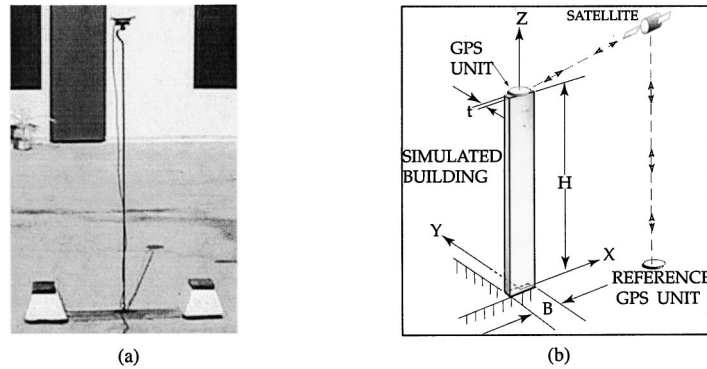 SATELLITE
Z
GPS
UNIT
t
SIMULATED
BUILDING
H
Y
X
REFERENCE
GPS UNIT
B
(a)
(b)